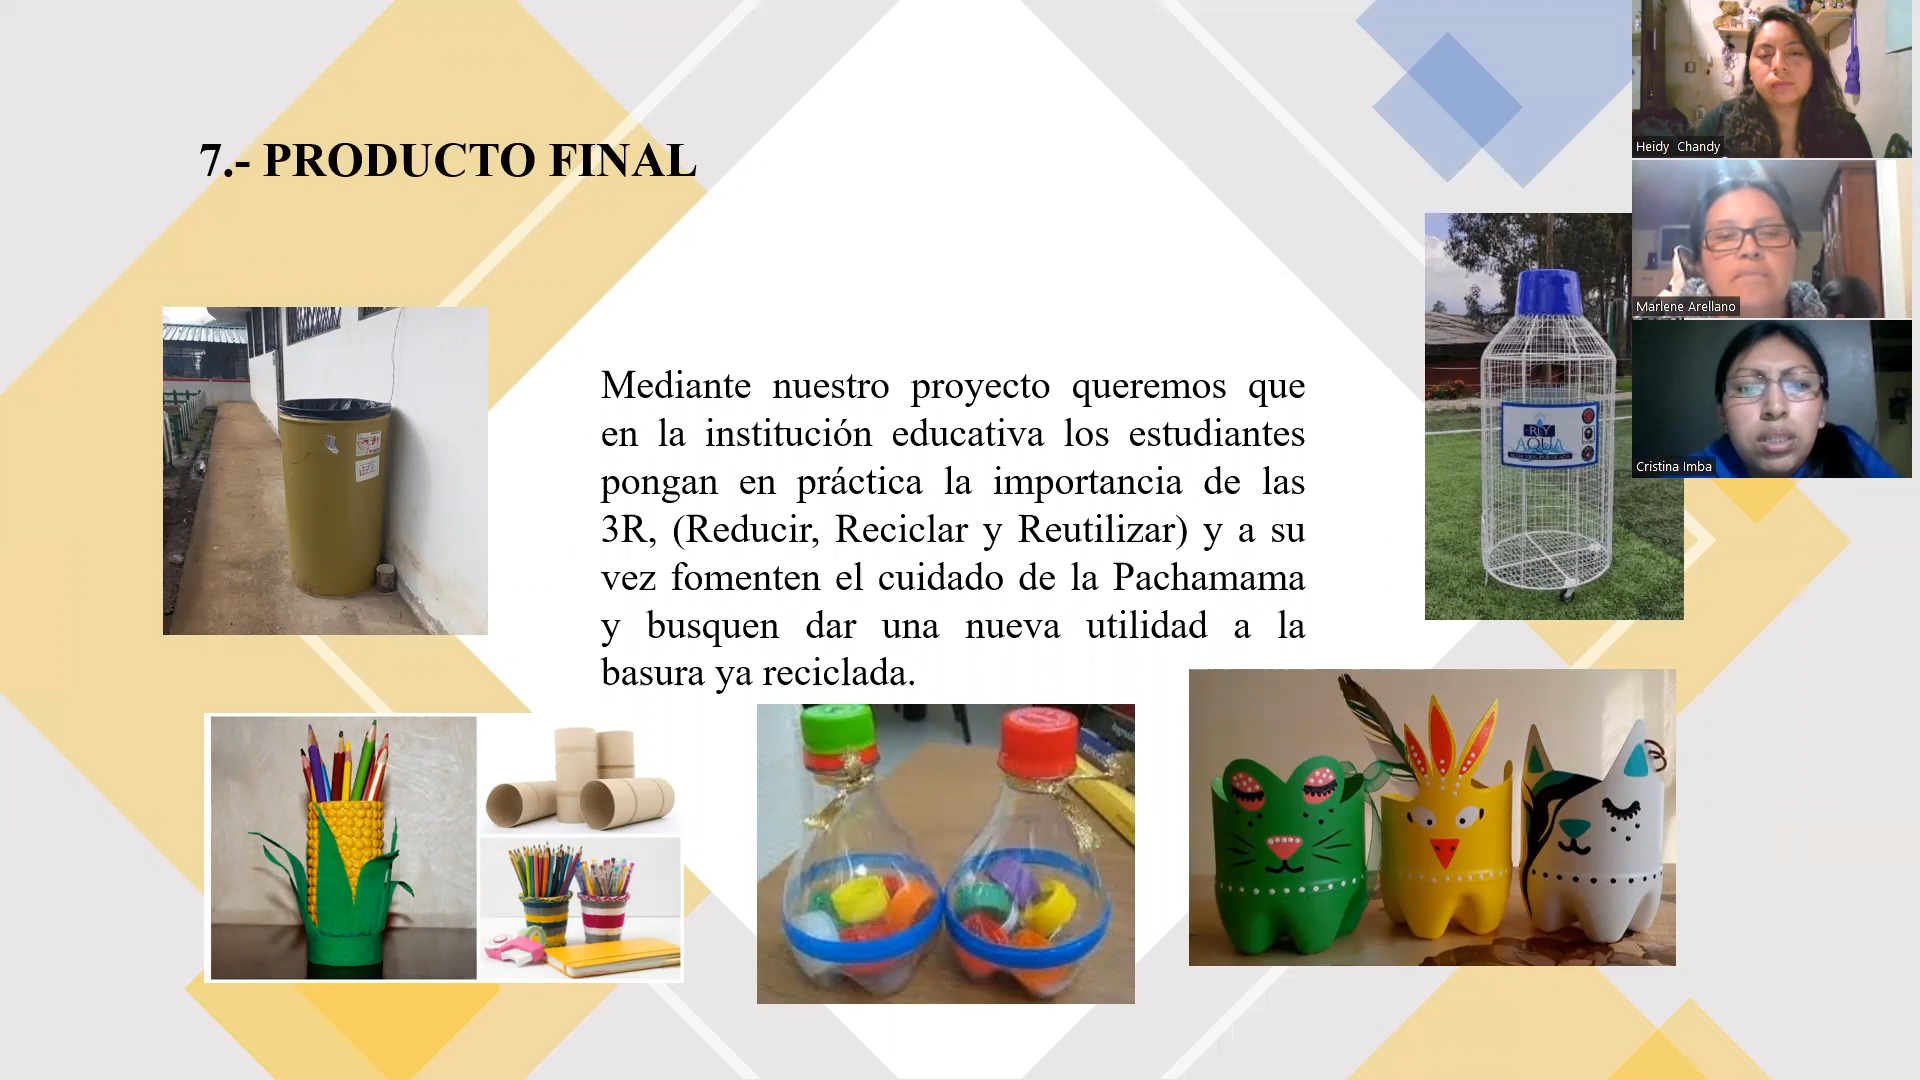 7.- PRODUCTO FINAL
Mediante nuestro proyecto queremos que
en la institución educativa los estudiantes
pongan en práctica la importancia de las
3R, (Reducir, Reciclar y Reutilizar) y a su
vez fomenten el cuidado de la Pachamama
y busquen dar una nueva utilidad a la
basura ya reciclada.
REY
AQUA
Heidy Chandy
Marlene Arellano
Cristina Imba